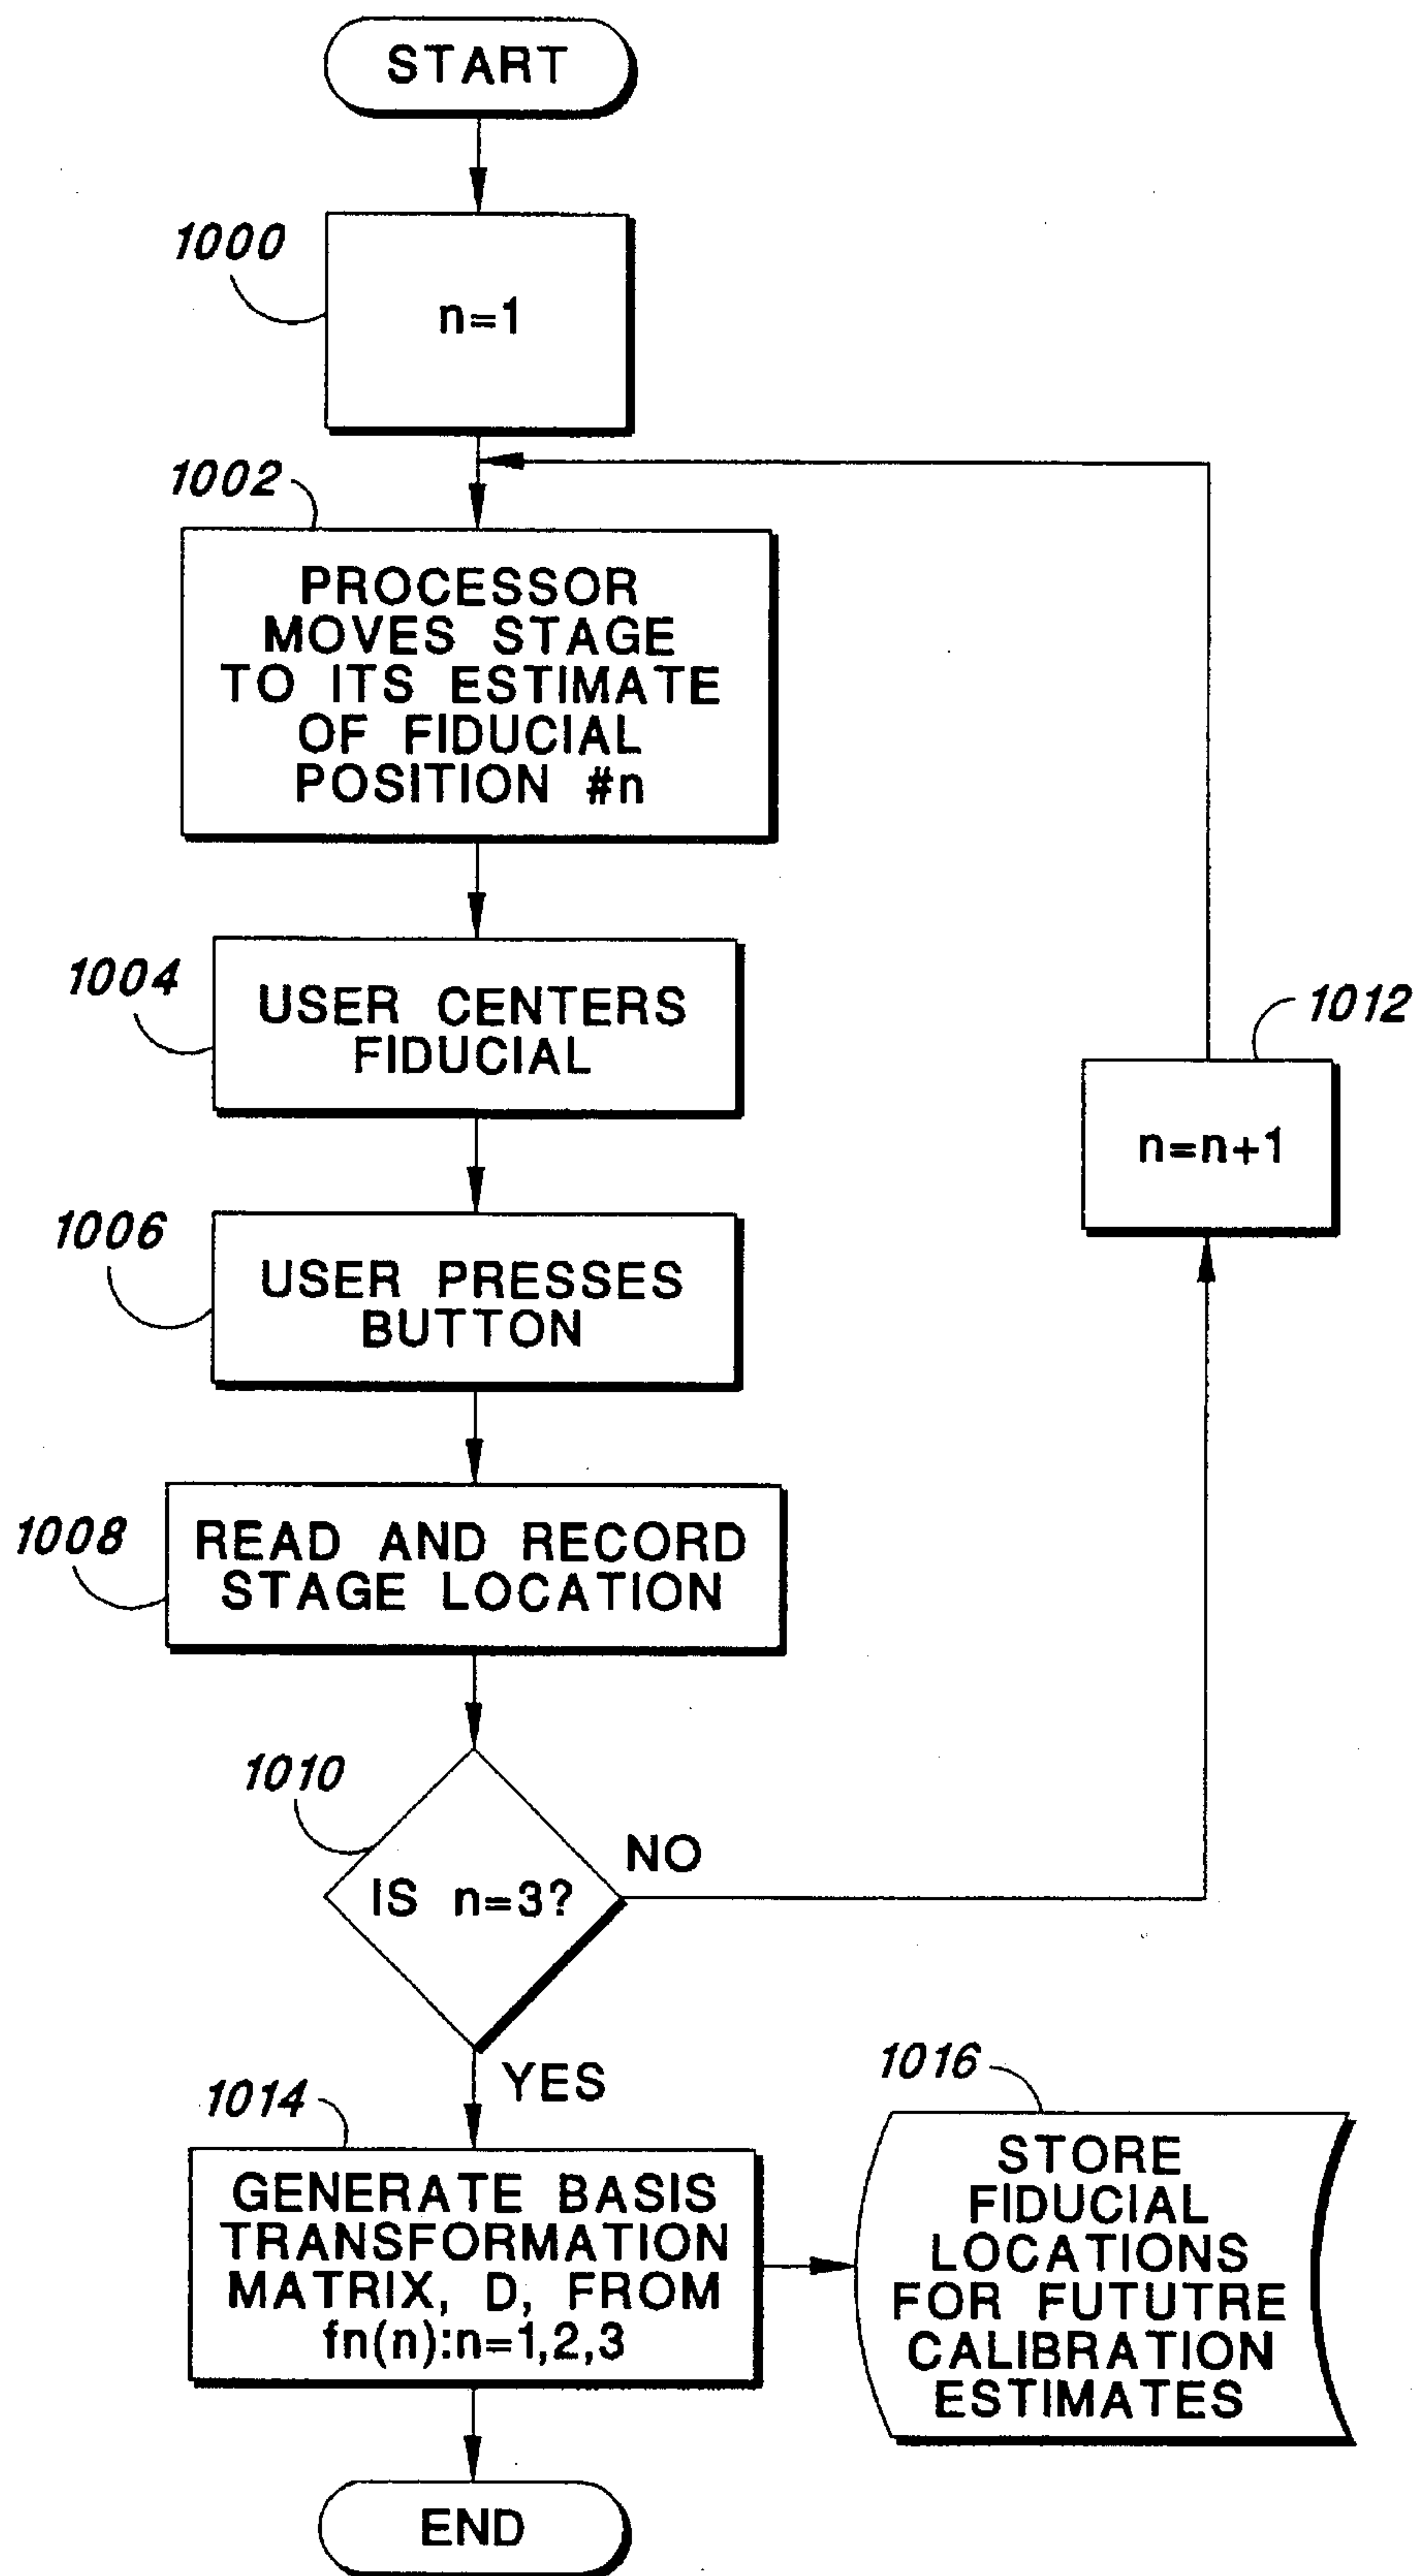 START
1000
n=1
1002
PROCESSOR
MOVES STAGE
TO ITS ESTIMATE
OF FIDUCIAL
POSITION #n
1004
USER CENTERS
FIDUCIAL
1012
n=n+1
1006
USER PRESSES
BUTTON
1008
READ AND RECORD
STAGE LOCATION
1010
IS n=3?
NO
YES
1014
GENERATE BASIS
TRANSFORMATION
MATRIX, D, FROM
fn(n):n=1,2,3
1016
STORE
FIDUCIAL
LOCATIONS
FOR FUTUTRE
CALIBRATION
ESTIMATES
END